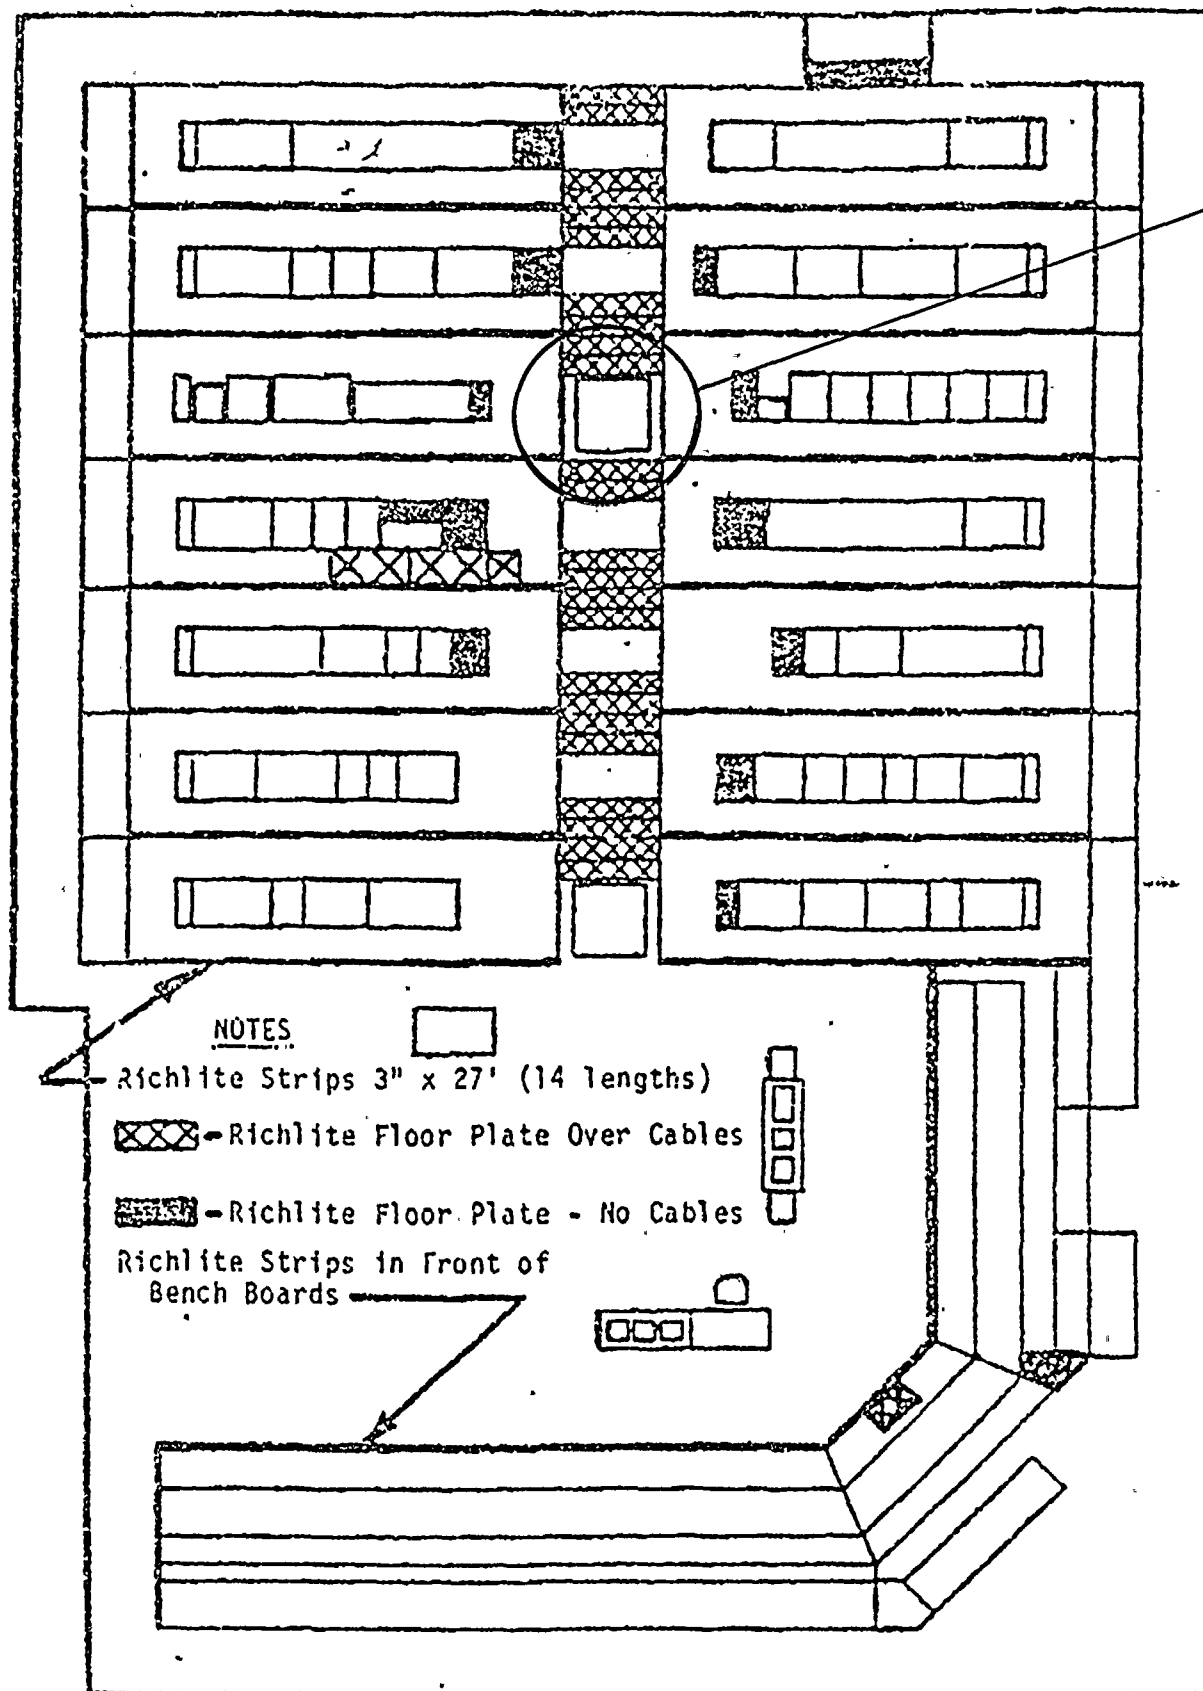 NOTES
Richlite Strips 3" x 27' (14 lengths)
-Richlite Floor Plate Over Cables
-Richlite Floor Plate - No Cables
Richlite Strips in Front of
Bench Boards